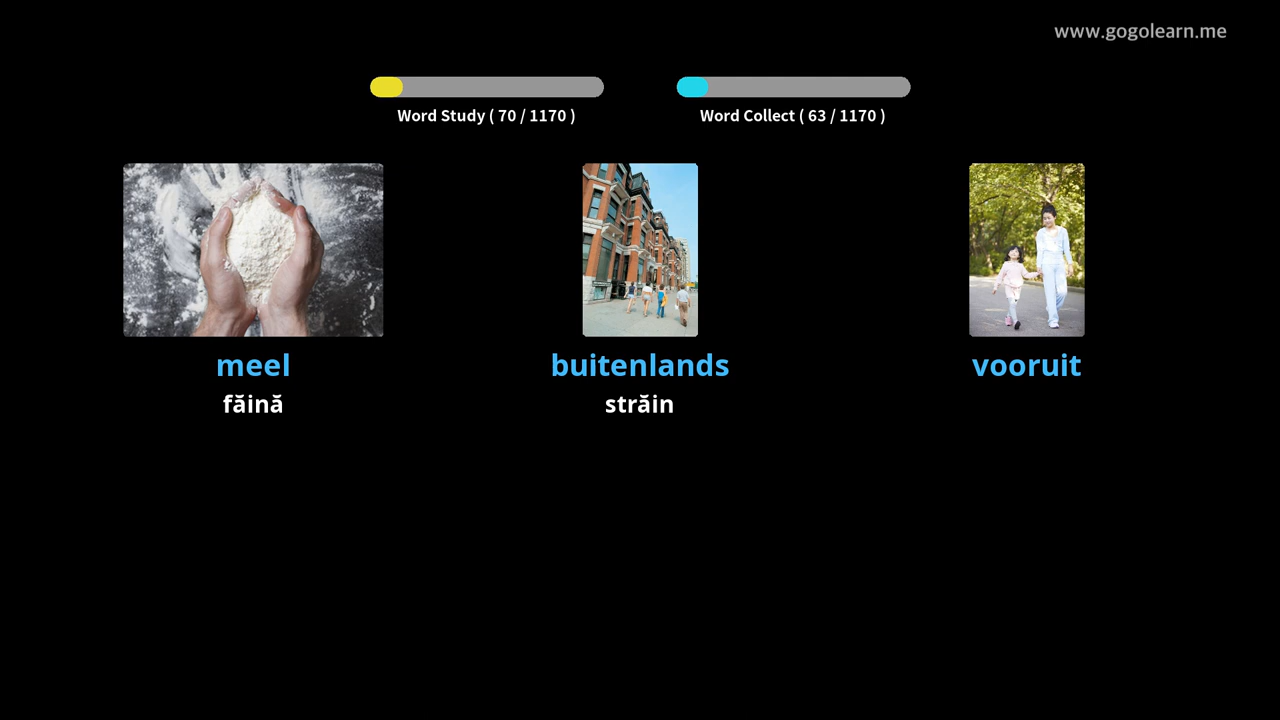 www.gogolearn.me
Word Study ( 70 / 1170 )
Word Collect ( 63 / 1170 )
meel
buitenlands
vooruit
făină
străin